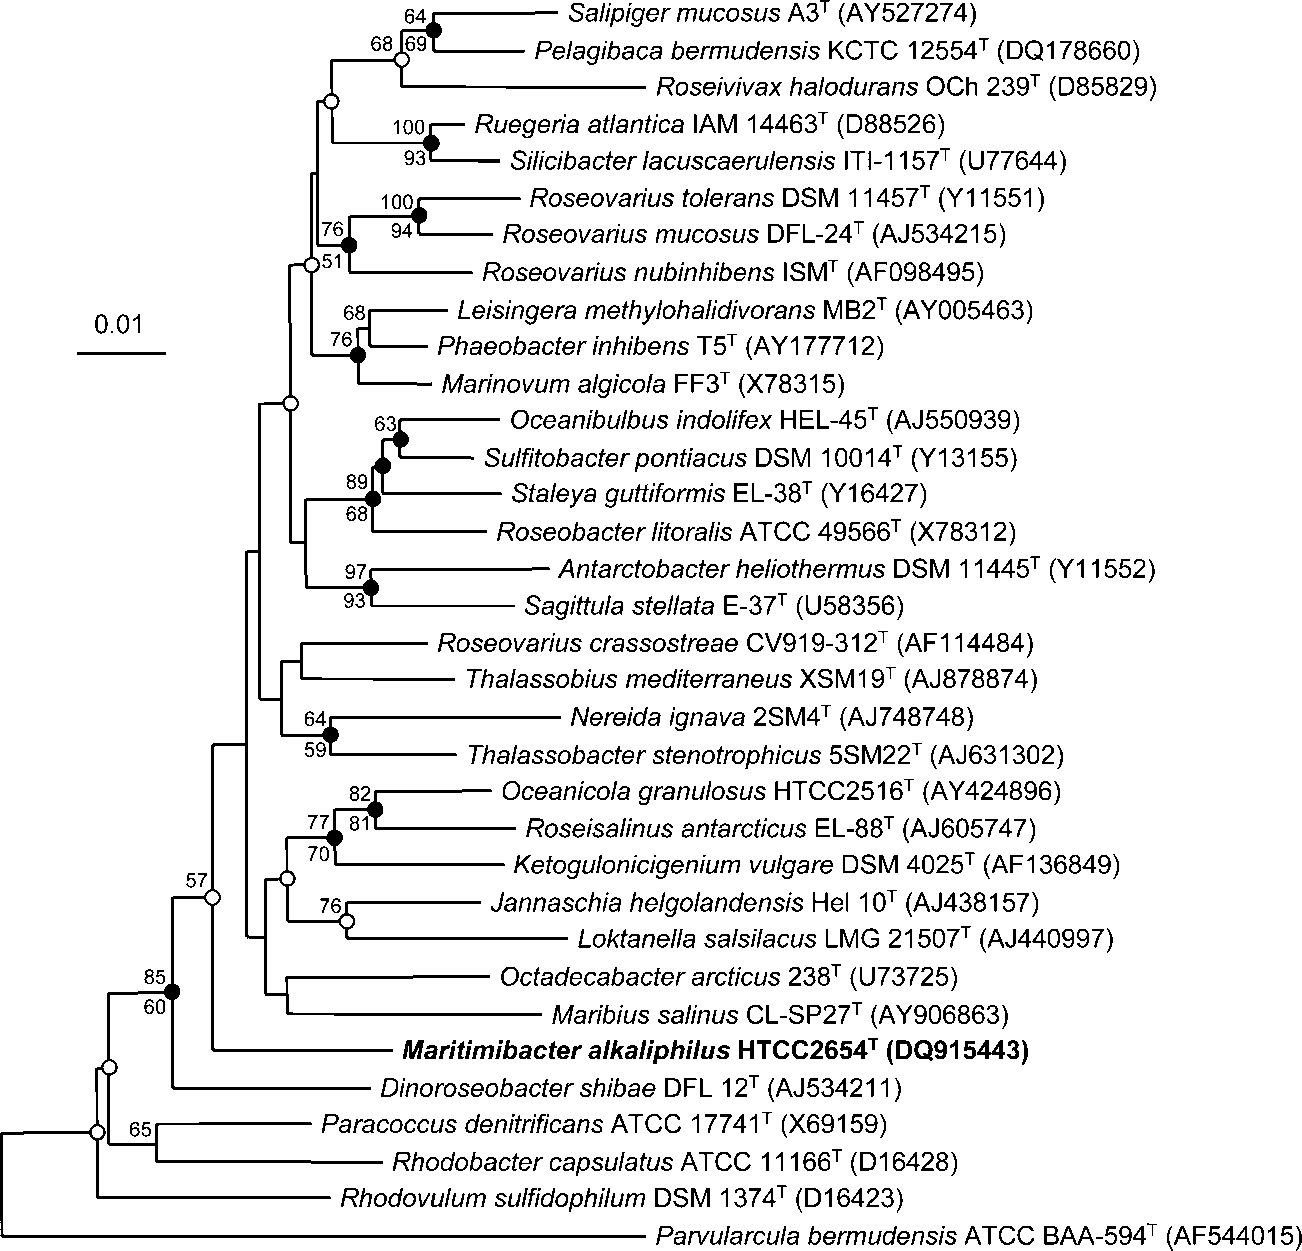 64
Salipiger mucosus A3ᵀ (AY527274)
68 69
Pelagibaca bermudensis KCTC 12554ᵀ (DQ178660)
Roseivivax halodurans OCh 239ᵀ (D85829)
100
Ruegeria atlantica IAM 14463ᵀ (D88526)
93
Silicibacter lacuscaerulensis ITI-1157ᵀ (U77644)
100
Roseovarius tolerans DSM 11457ᵀ (Y11551)
76
94
Roseovarius mucosus DFL-24ᵀ (AJ534215)
51
Roseovarius nubinhibens ISMᵀ (AF098495)
68
Leisingera methylohalidivorans MB2ᵀ (AY005463)
0.01
76
Phaeobacter inhibens T5ᵀ (AY177712)
Marinovum algicola FF3ᵀ (X78315)
63
Oceanibulbus indolifex HEL-45ᵀ (AJ550939)
Sulfitobacter pontiacus DSM 10014ᵀ (Y13155)
89
Staleya guttiformis EL-38ᵀ (Y16427)
68
Roseobacter litoralis ATCC 49566ᵀ (X78312)
97
Antarctobacter heliothermus DSM 11445ᵀ (Y11552)
93
Sagittula stellata E-37ᵀ (U58356)
Roseovarius crassostreae CV919-312ᵀ (AF114484)
Thalassobius mediterraneus XSM19ᵀ (AJ878874)
64
Nereida ignava 2SM4ᵀ (AJ748748)
59
Thalassobacter stenotrophicus 5SM22ᵀ (AJ631302)
82
Oceanicola granulosus HTCC2516ᵀ (AY424896)
77
81
Roseisalinus antarcticus EL-88ᵀ (AJ605747)
70
Ketogulonicigenium vulgare DSM 4025ᵀ (AF136849)
57
76
Jannaschia helgolandensis Hel 10ᵀ (AJ438157)
Loktanella salsilacus LMG 21507ᵀ (AJ440997)
85
Octadecabacter arcticus 238ᵀ (U73725)
60
Maribius salinus CL-SP27ᵀ (AY906863)
Maritimibacter alkaliphilus HTCC2654ᵀ (DQ915443)
Dinoroseobacter shibae DFL 12ᵀ (AJ534211)
65
Paracoccus denitrificans ATCC 17741ᵀ (X69159)
Rhodobacter capsulatus ATCC 11166ᵀ (D16428)
Rhodovulum sulfidophilum DSM 1374ᵀ (D16423)
Parvularcula bermudensis ATCC BAA-594ᵀ (AF544015)